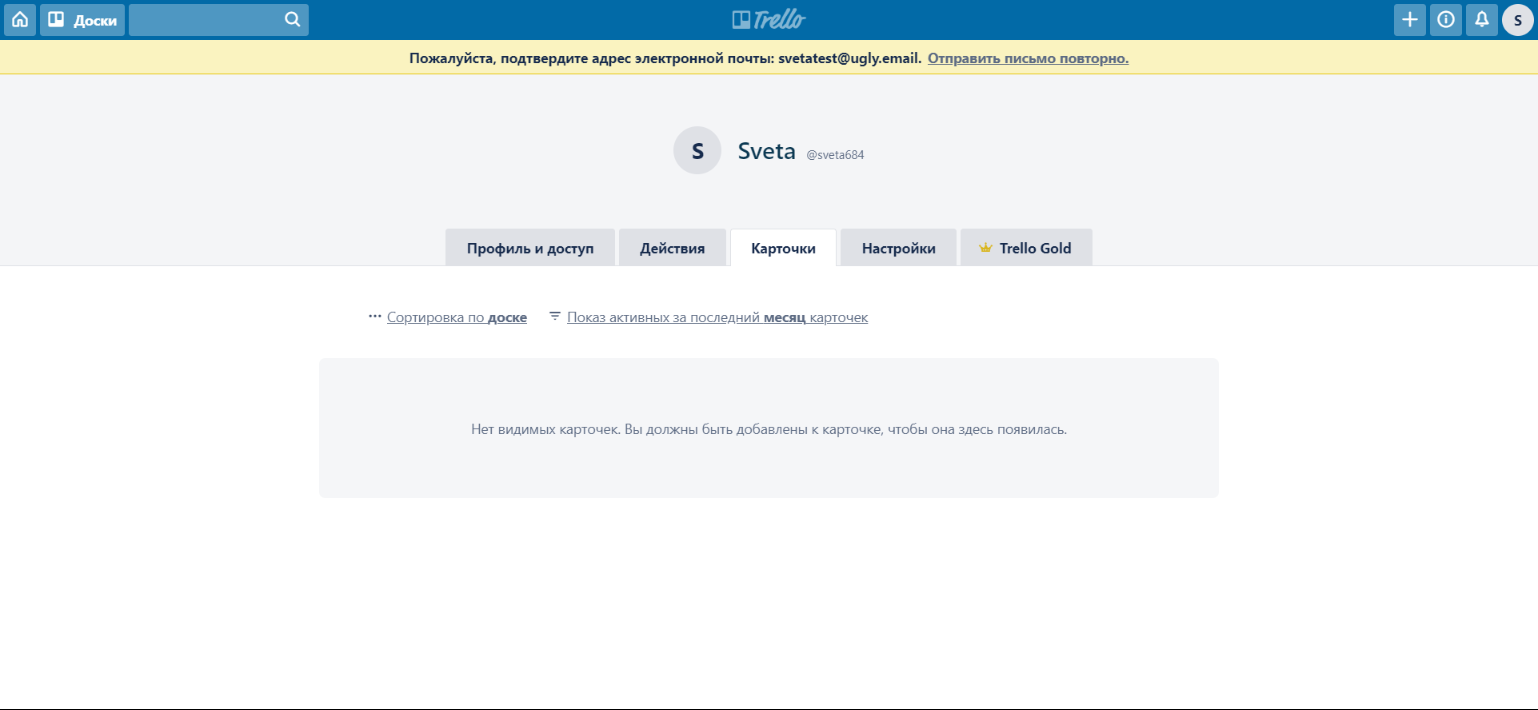 Доски
Trello
S
Пожалуйста, подтвердите адрес электронной почты: svetatest@ugly.email. Отправить письмо повторно.
S Sveta @sveta684
Профиль и доступ Действия Карточки Настройки Trello Gold
Сортировка по доске Показ активных за последний месяц карточек
Нет видимых карточек. Вы должны быть добавлены к карточке, чтобы она здесь появилась.